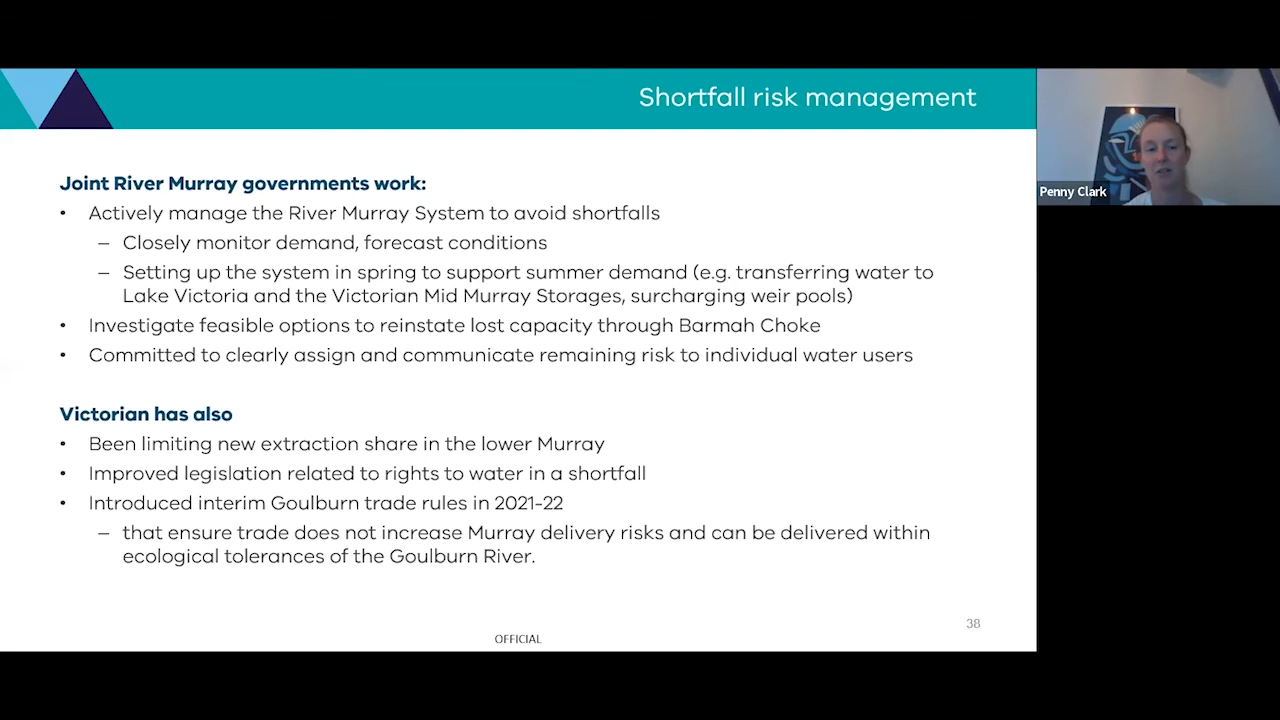 Shortfall risk management
Penny Clark
Joint River Murray governments work:
• Actively manage the River Murray System to avoid shortfalls
– Closely monitor demand, forecast conditions
– Setting up the system in spring to support summer demand (e.g. transferring water to
Lake Victoria and the Victorian Mid Murray Storages, surcharging weir pools)
• Investigate feasible options to reinstate lost capacity through Barmah Choke
• Committed to clearly assign and communicate remaining risk to individual water users
Victorian has also
• Been limiting new extraction share in the lower Murray
• Improved legislation related to rights to water in a shortfall
• Introduced interim Goulburn trade rules in 2021-22
– that ensure trade does not increase Murray delivery risks and can be delivered within
ecological tolerances of the Goulburn River.
38
OFFICIAL